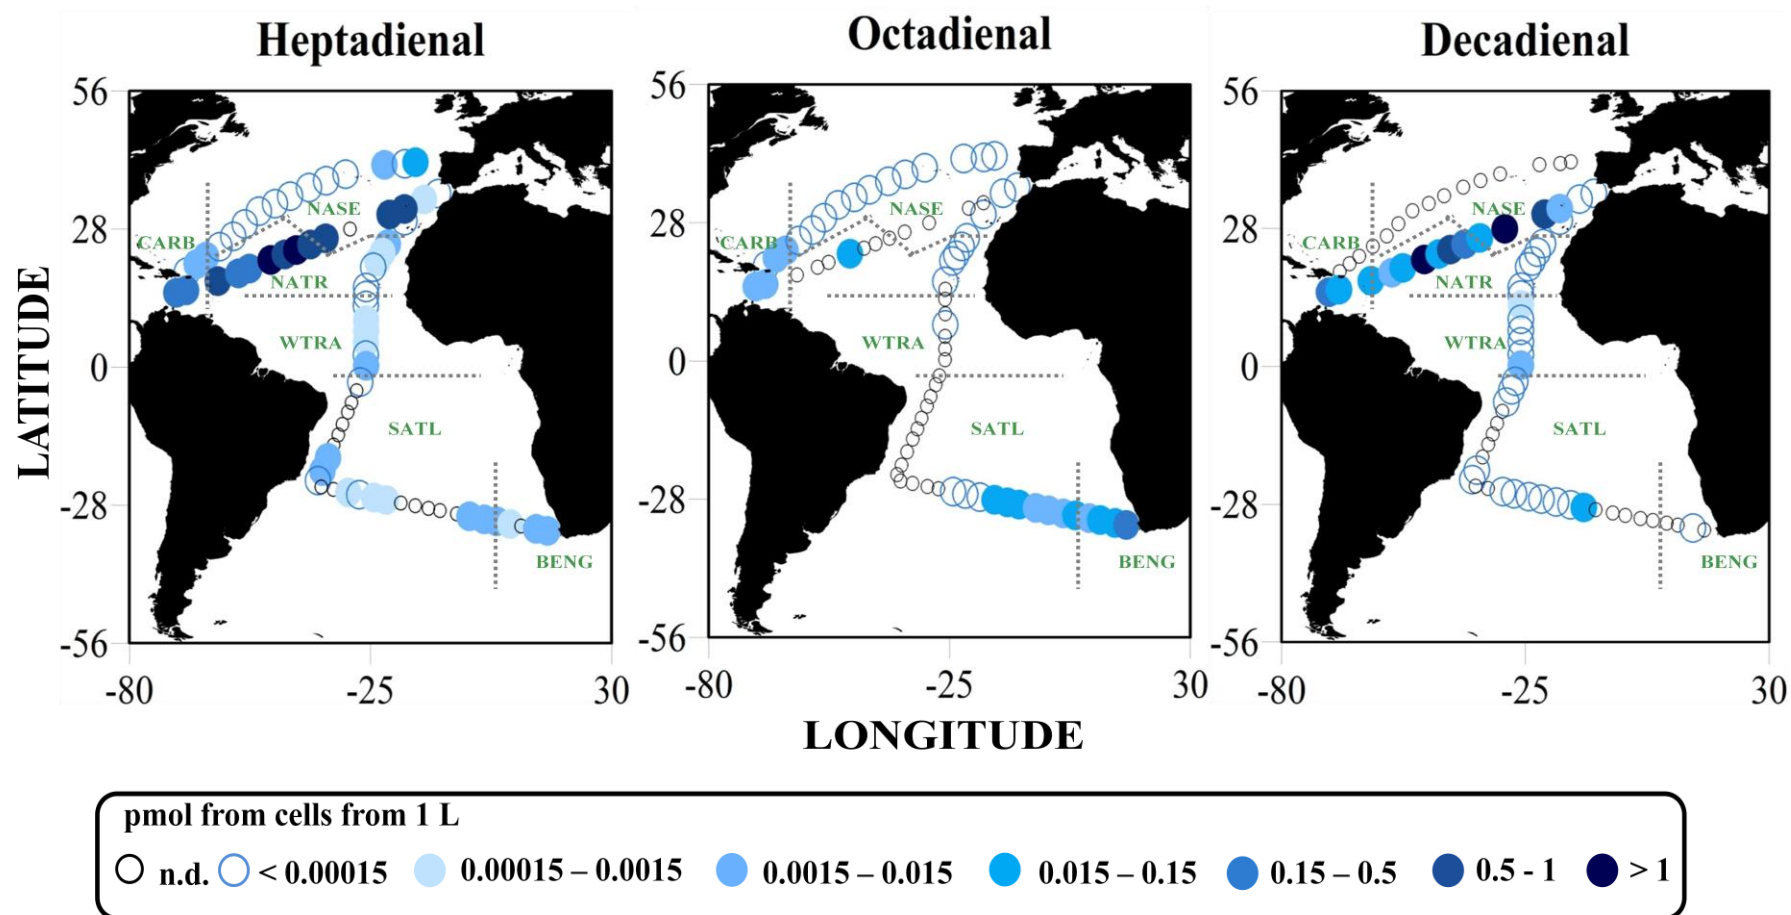 Heptadienal
Octadienal
Decadienal
LATITUDE
56
28
0
-28
-56
-80
-25
30
CARB
NASE
NATR
WTRA
SATL
BENG
56
28
0
-28
-56
-80
-25
30
CARB
NASE
WTRA
SATL
BENG
56
28
0
-28
-56
-80
-25
30
CARB
NASE
NATR
WTRA
SATL
BENG
LONGITUDE
pmol from cells from 1 L
n.d. < 0.00015 0.00015 – 0.0015 0.0015 – 0.015 0.015 – 0.15 0.15 – 0.5 0.5 - 1 > 1